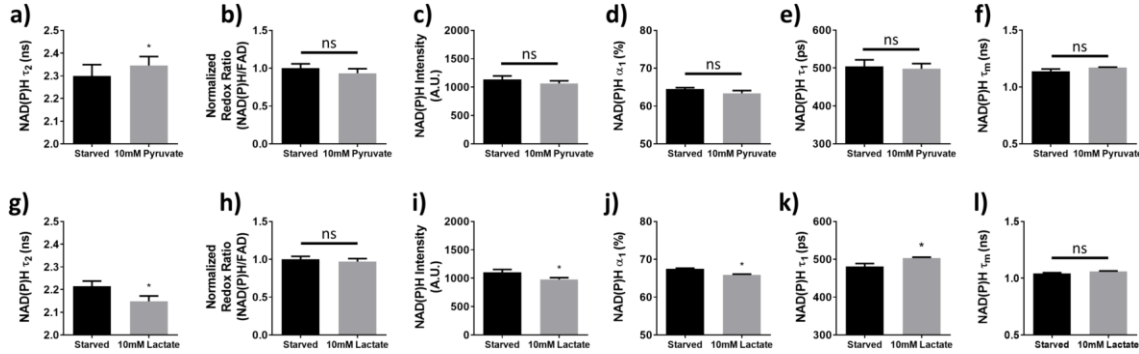 a)
NAD(P)H τ2 (ns)
2.4
2.3
2.2
2.1
2.0
*
Starved 10mM Pyruvate
b)
Normalized
Redox Ratio
(NAD(P)H/FAD)
1.5
1.0
0.5
0.0
ns
Starved 10mM Pyruvate
c)
NAD(P)H Intensity
(A.U.)
2000
1500
1000
500
0
ns
Starved 10mM Pyruvate
d)
NAD(P)H α1
(%)
80
70
60
50
ns
Starved 10mM Pyruvate
e)
NAD(P)H τ1 (ps)
600
500
400
300
ns
Starved 10mM Pyruvate
f)
NAD(P)H τm (ns)
1.5
1.0
0.5
ns
Starved 10mM Pyruvate
g)
NAD(P)H τ2 (ns)
2.4
2.3
2.2
2.1
2.0
*
Starved 10mM Lactate
h)
Normalized
Redox Ratio
(NAD(P)H/FAD)
1.5
1.0
0.5
0.0
ns
Starved 10mM Lactate
i)
NAD(P)H Intensity
(A.U.)
2000
1500
1000
500
0
*
Starved 10mM Lactate
j)
NAD(P)H α1
(%)
80
70
60
50
*
Starved 10mM Lactate
k)
NAD(P)H τ1
(ps)
600
500
400
300
*
Starved 10mM Lactate
l)
NAD(P)H τm (ns)
1.5
1.0
0.5
ns
Starved 10mM Lactate